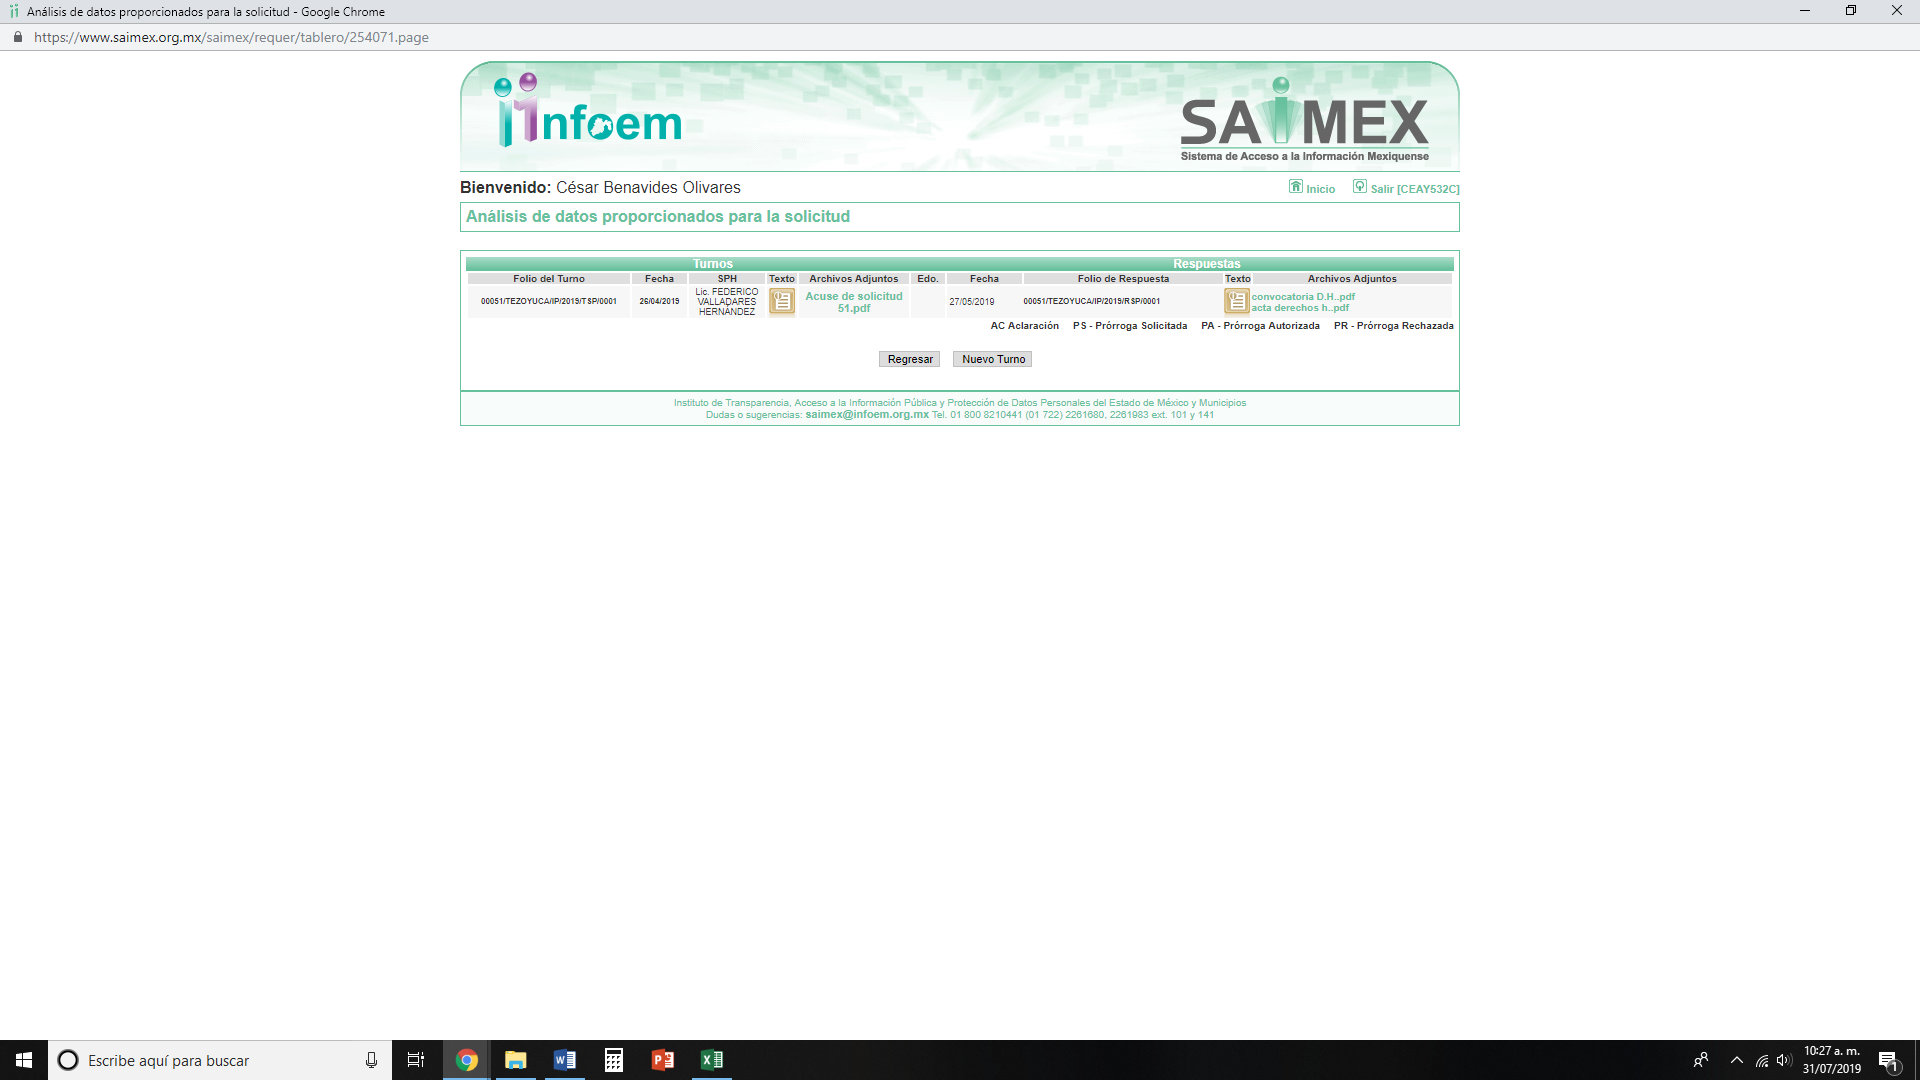 Análisis de datos proporcionados para la solicitud - Google Chrome
https://www.saimex.org.mx/saimex/requer/tablero/254071.page
infoem
SAIMEX
Sistema de Acceso a la Información Mexiquense
Bienvenido: César Benavides Olivares
Inicio Salir [CEAY532C]
Análisis de datos proporcionados para la solicitud
Turnos Respuestas
Folio del Turno Fecha SPH Texto Archivos Adjuntos Edo. Fecha Folio de Respuesta Texto Archivos Adjuntos
00051/TEZOYUCA/IP/2019/TSP/0001 26/04/2019 Lic. FEDERICO VALLADARES HERNÁNDEZ Acuse de solicitud 51.pdf 27/05/2019 00051/TEZOYUCA/IP/2019/RSP/0001 convocatoria D.H..pdf
acta derechos h..pdf
AC Aclaración PS - Prórroga Solicitada PA - Prórroga Autorizada PR - Prórroga Rechazada
Regresar Nuevo Turno
Instituto de Transparencia, Acceso a la Información Pública y Protección de Datos Personales del Estado de México y Municipios
Dudas o sugerencias: saimex@infoem.org.mx Tel. 01 800 8210441 (01 722) 2261680, 2261983 ext. 101 y 141
Escribe aquí para buscar
10:27 a. m.
31/07/2019
1